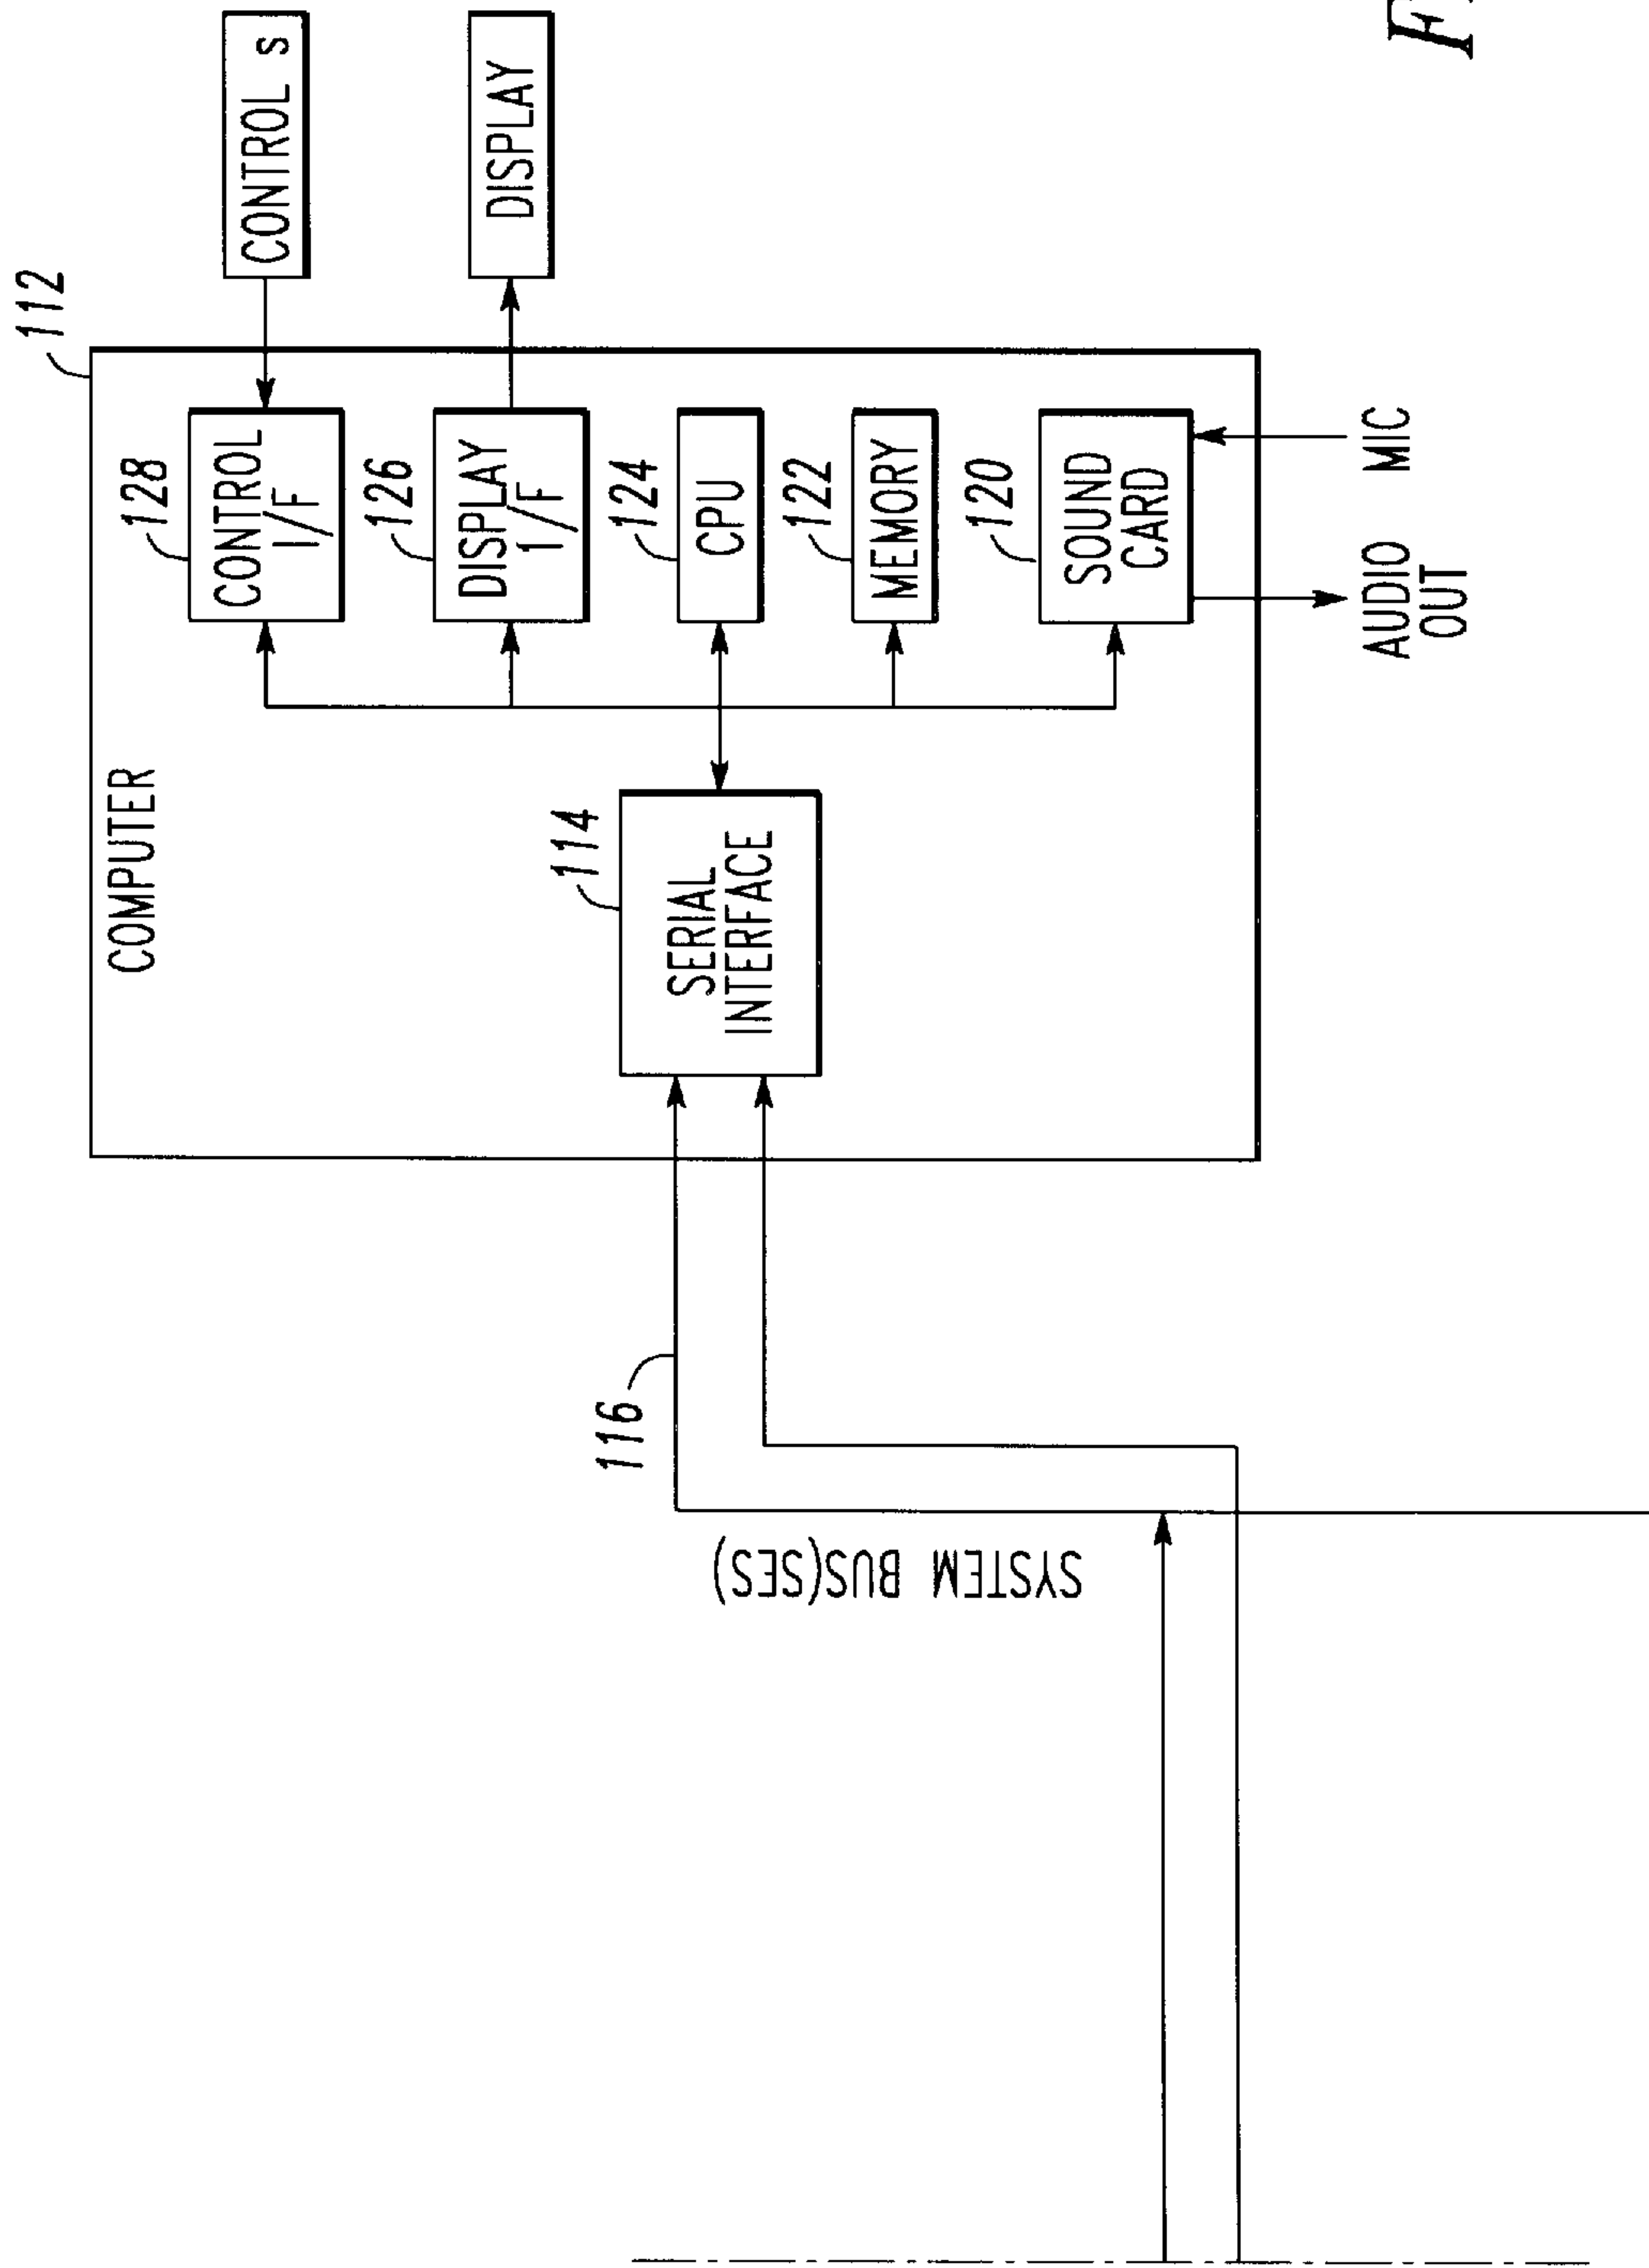 112
COMPUTER
CONTROL s
128
CONTROL
I/F
DISPLAY
126
DISPLAY
1/F
124
CPU
114
SERIAL
INTERFACE
122
MEMORY
120
SOUND
CARD
116
SYSTEM BUS(SES)
AUDIO
OUT
MIC